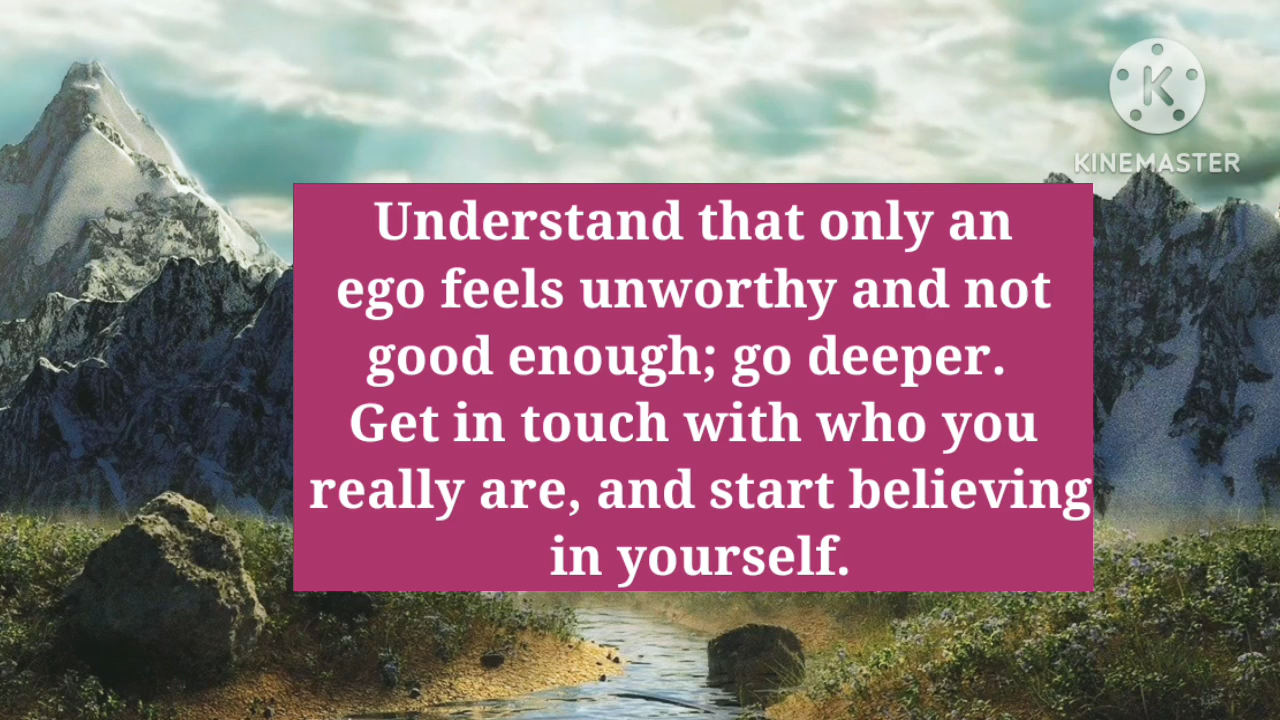 K
KINEMASTER
Understand that only an
ego feels unworthy and not
good enough; go deeper.
Get in touch with who you
really are, and start believing
in yourself.